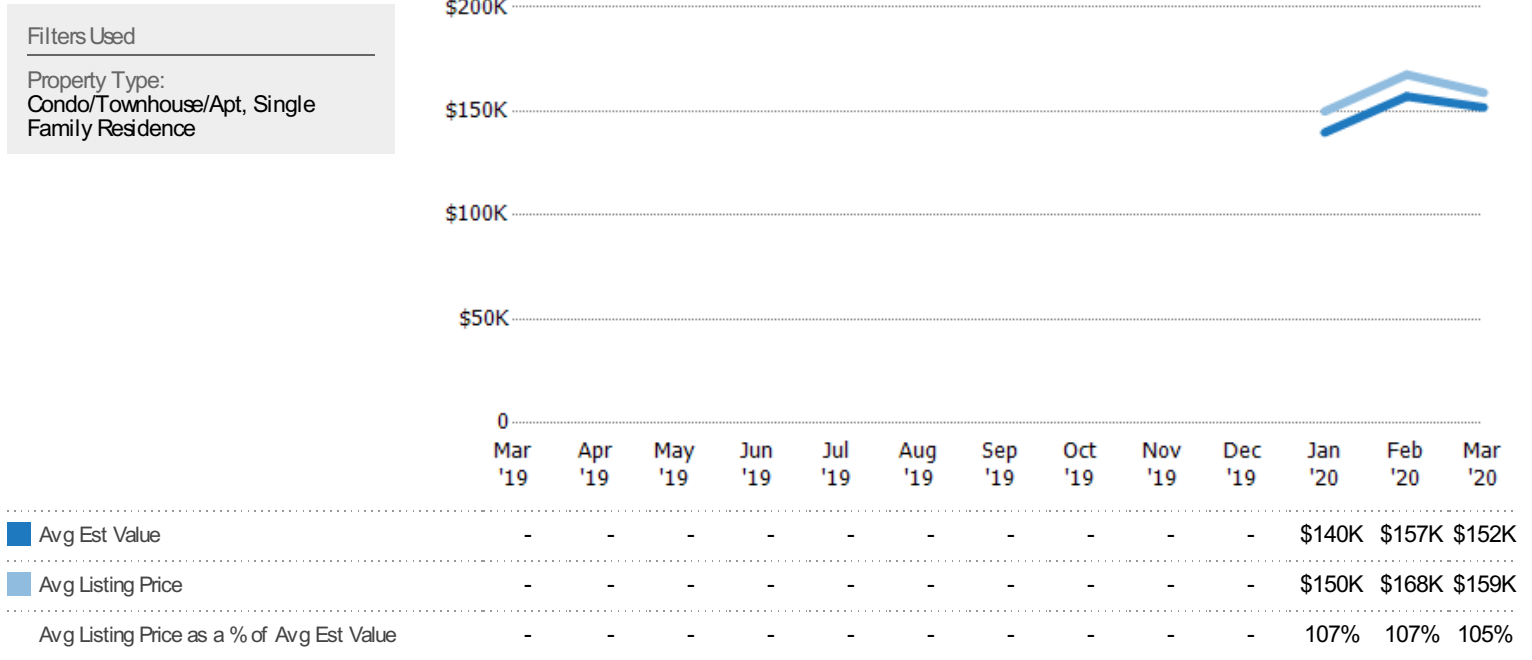 Filters Used
Property Type:
Condo/Townhouse/Apt, Single
Family Residence
$200K
$150K
$100K
$50K
0
Mar Apr May Jun Jul Aug Sep Oct Nov Dec Jan Feb Mar
'19 '19 '19 '19 '19 '19 '19 '19 '19 '19 '20 '20 '20
Avg Est Value - - - - - - - - - - $140K $157K $152K
Avg Listing Price - - - - - - - - - - $150K $168K $159K
Avg Listing Price as a % of Avg Est Value - - - - - - - - - - 107% 107% 105%